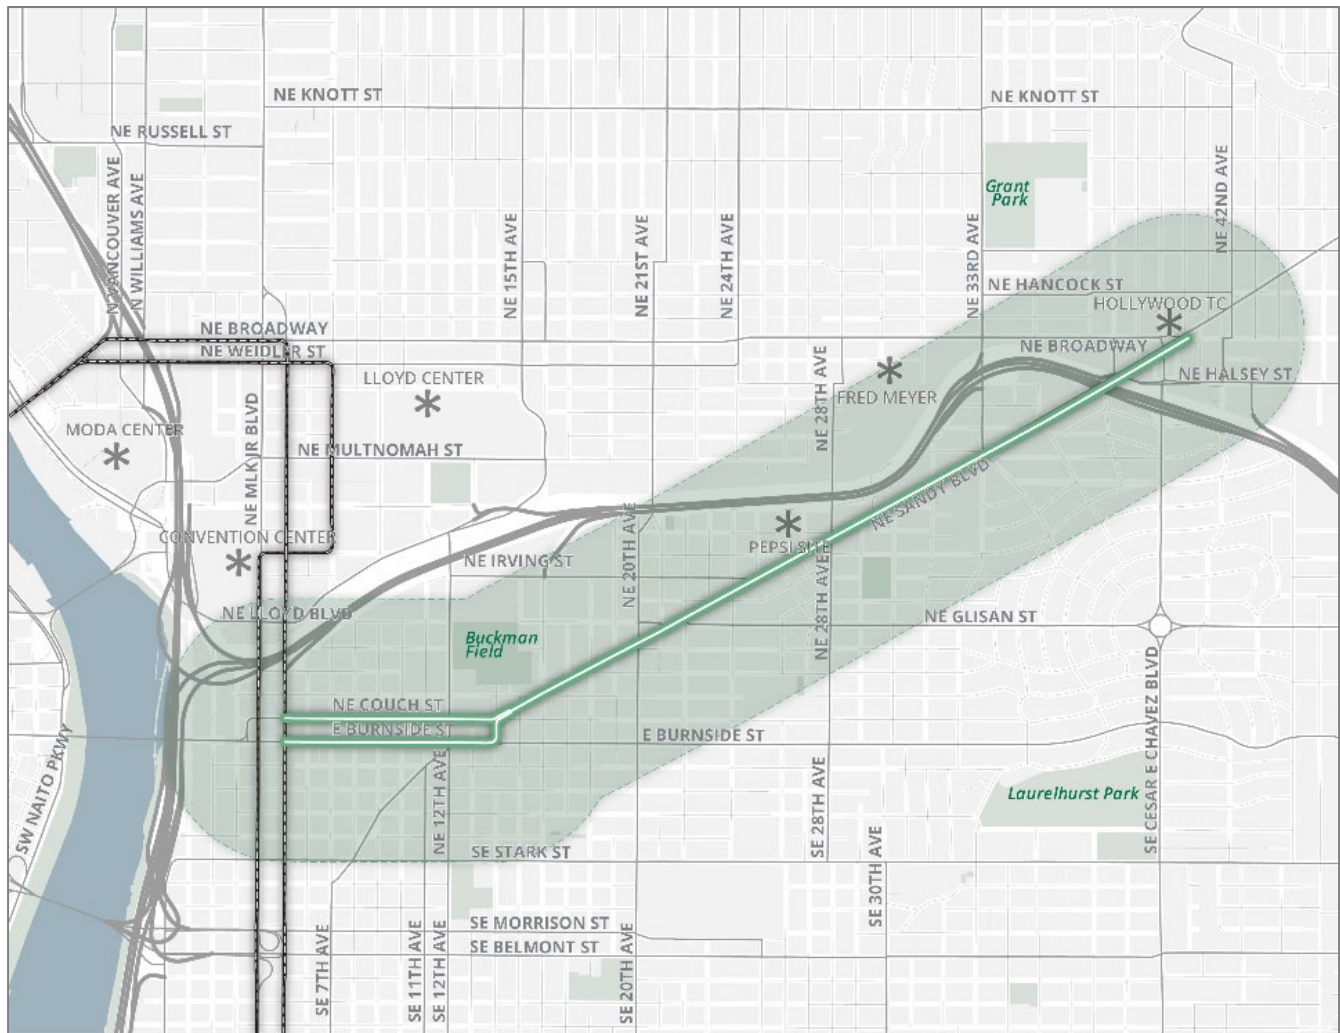 NE KNOTT ST
NE KNOTT ST
NE RUSSELL ST
N VANCOUVER AVE
N WILLIAMS AVE
Grant
Park
NE 42ND AVE
NE 15TH AVE
NE 21ST AVE
NE 24TH AVE
NE 33RD AVE
NE HANCOCK ST
HOLLYWOOD TC
NE BROADWAY
NE WEIDLER ST
NE BROADWAY
NE HALSEY ST
LLOYD CENTER
NE 28TH AVE
FRED MEYER
MODA CENTER
NE MLK JR BLVD
NE MULTNOMAH ST
NE SANDY BLVD
CONVENTION CENTER
NE IRVING ST
NE 20TH AVE
PEPSI SITE
NE 28TH AVE
NE LLOYD BLVD
NE GLISAN ST
Buckman
Field
NE COUCH ST
E BURNSIDE ST
E BURNSIDE ST
SE CESAR E CHAVEZ BLVD
SW NAITO PKWY
NE 12TH AVE
SE 28TH AVE
Laurelhurst Park
SE STARK ST
SE 30TH AVE
SE MORRISON ST
SE BELMONT ST
SE 7TH AVE
SE 11TH AVE
SE 12TH AVE
SE 20TH AVE